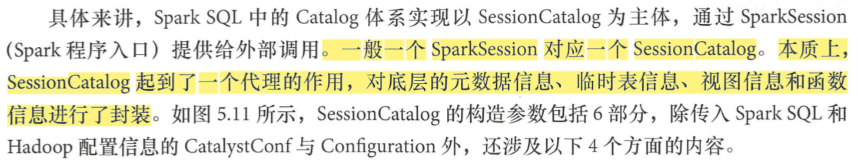 具体来讲，Spark SQL 中的 Catalog 体系实现以 SessionCatalog 为主体，通过 SparkSession
(Spark 程序入口）提供给外部调用。一般一个 SparkSession 对应一个 SessionCatalog。本质上，
SessionCatalog 起到了一个代理的作用，对底层的元数据信息、临时表信息、视图信息和函数
信息进行了封装。如图 5.11 所示，SessionCatalog 的构造参数包括 6 部分，除传入 Spark SQL 和
Hadoop 配置信息的 CatalystConf 与 Configuration 外，还涉及以下 4 个方面的内容。